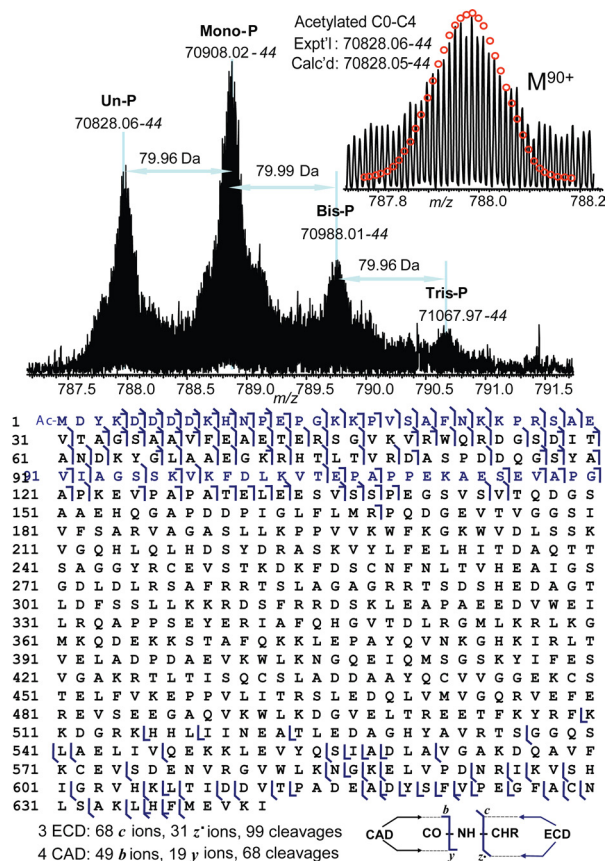 Acetylated C0-C4
Expt'l: 70828.06-44
Calc'd: 70828.05-44
M90+
787.8 788.0 788.2
m/z
Mono-P
70908.02-44
Un-P
70828.06-44
79.96 Da
79.99 Da
Bis-P
70988.01-44
79.96 Da
Tris-P
71067.97-44
787.5 788.0 788.5 789.0 789.5 790.0 790.5 791.0 791.5
m/z
1 Ac-M D Y K D D D D K H N P E P G K K P V S A F N K K P R S A E
31 V T A G S A A V F E A E T E R S G V K V R W Q R D G S D I T
61 A N D K Y G L A A E G K R H T L T V R D A S P D D Q G S Y A
91 V I A G S S K V K F D L K V T E P A P P E K A E S E V A P G
121 A P K E V P A P A T E L E E S V S S P E G S V S V T Q D G S
151 A A E H Q G A P D D P I G L F L M R P Q D G E V T V G G S I
181 V F S A R V A G A S L L K P P V V K W F K G K W V D L S S K
211 V G Q H L Q L H D S Y D R A S K V Y L F E L H I T D A Q T T
241 S A G G Y R C E V S T K D K F D S C N F N L T V H E A I G S
271 G D L D L R S A F R R T S L A G A G R R T S D S H E D A G T
301 L D F S S L L K K R D S F R R D S K L E A P A E E D V W E I
331 L R Q A P P S E Y E R I A F Q H G V T D L R G M L K R L K G
361 M K Q D E K K S T A F Q K K L E P A Y Q V N K G H K I R L T
391 V E L A D P D A E V K W L K N G Q E I Q M S G S K Y I F E S
421 V G A K R T L T I S Q C S L A D D A A Y Q C V V G G E K C S
451 T E L F V K E P P V L I T R S L E D Q L V M V G Q R V E F E
481 R E V S E E G A Q V K W L K D G V E L T R E E T F K Y R F K
511 K D G R K H H L I I N E A T L E D A G H Y A V R T S G G Q S
541 L A E L I V Q E K K L E V Y Q S I A D L A V G A K D Q A V F
571 K C E V S D E N V R G V W L K N G K E L V P D N R I K V S H
601 I G R V H K L T I D D V T P A D E A D Y S F V P E G F A C N
631 L S A K L H F M E V K I
3 ECD: 68 c ions, 31 z• ions, 99 cleavages
4 CAD: 49 b ions, 19 y ions, 68 cleavages
b c
CAD CO NH CHR ECD
y z•